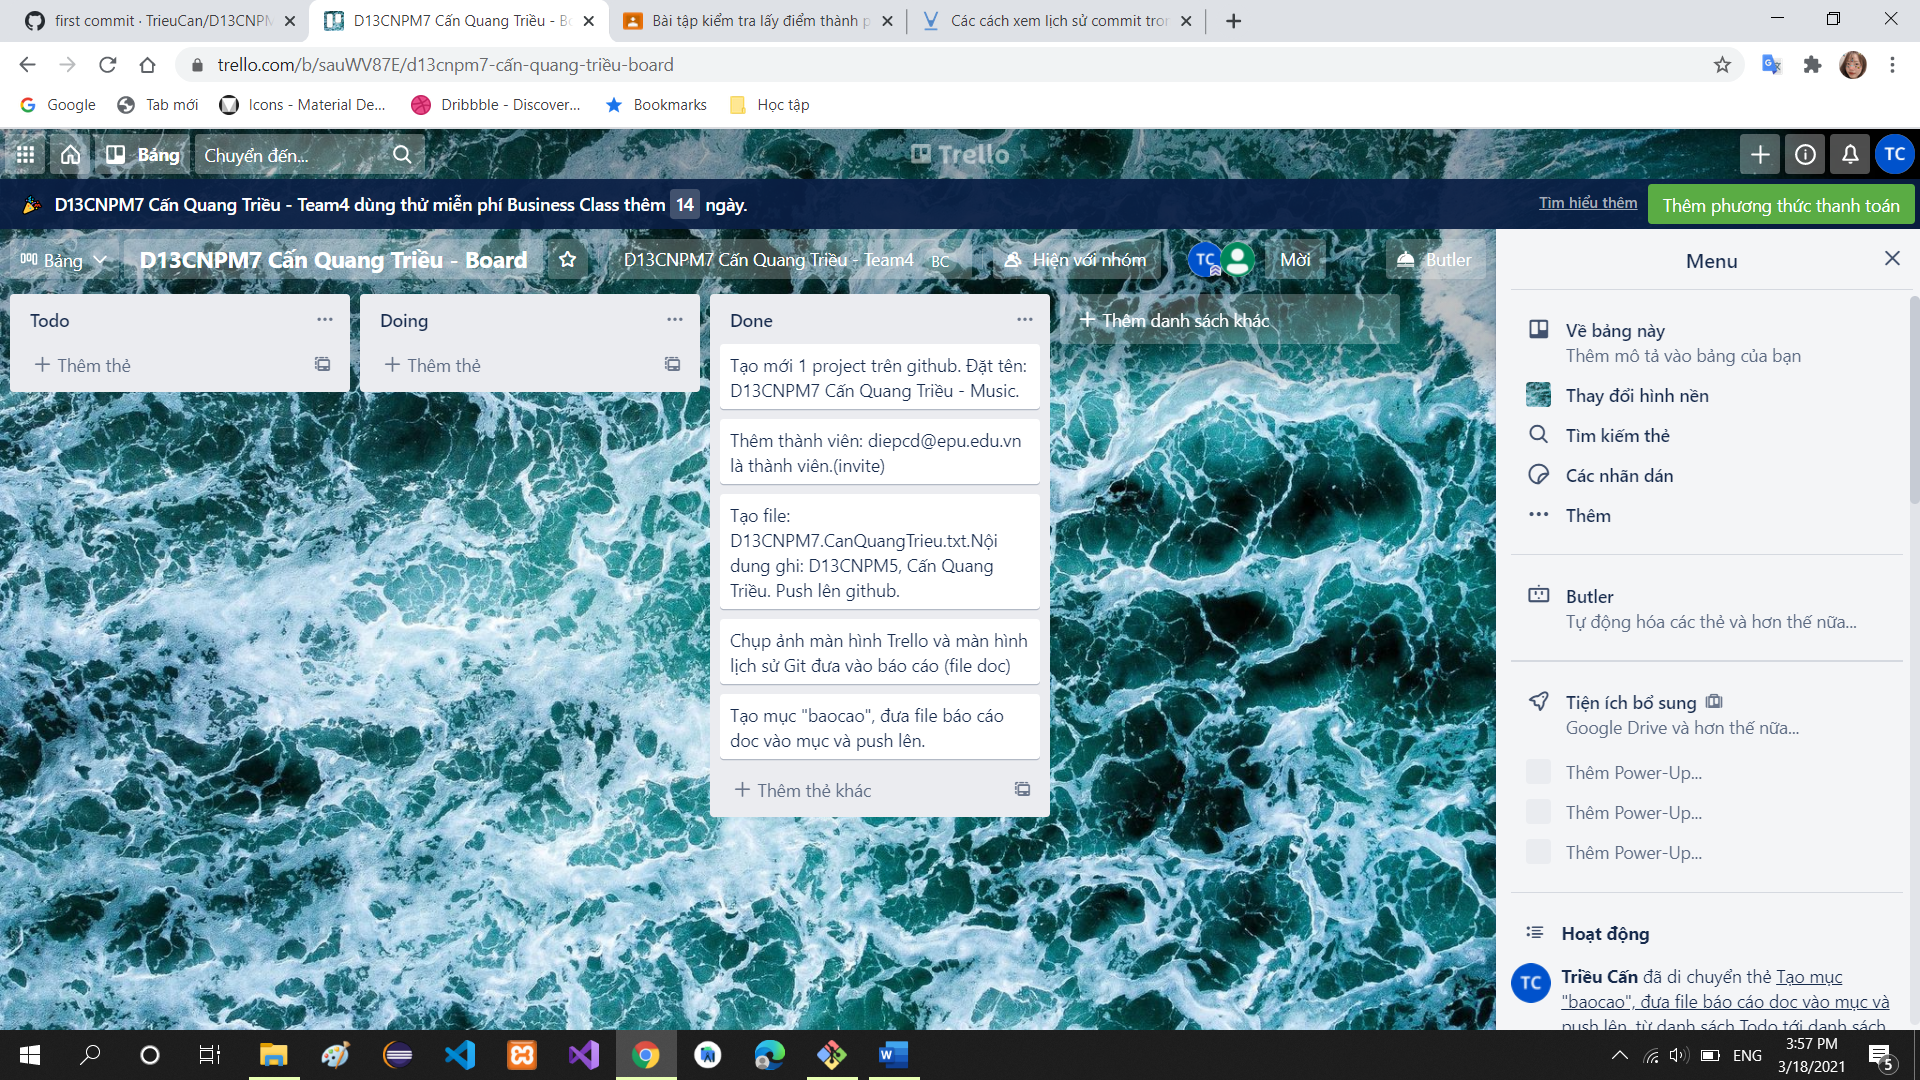 first commit · TrieuCan/D13CNPM
D13CNPM7 Cấn Quang Triều - Bo
Bài tập kiểm tra lấy điểm thành p
Các cách xem lịch sử commit tron
trello.com/b/sauWV87E/d13cnpm7-cấn-quang-triều-board
Google
Tab mới
Icons - Material De...
Dribbble - Discover...
Bookmarks
Học tập
Bảng
Chuyển đến...
Trello
TC
D13CNPM7 Cấn Quang Triều - Team4 dùng thử miễn phí Business Class thêm 14 ngày.
Tìm hiểu thêm
Thêm phương thức thanh toán
Bảng
D13CNPM7 Cấn Quang Triều - Board
D13CNPM7 Cấn Quang Triều - Team4 BC
Hiện với nhóm
TC
Mời
Butler
Todo
Thêm thẻ
Doing
Thêm thẻ
Done
Tạo mới 1 project trên github. Đặt tên:
D13CNPM7 Cấn Quang Triều - Music.
Thêm thành viên: diepcd@epu.edu.vn
là thành viên.(invite)
Tạo file:
D13CNPM7.CanQuangTrieu.txt.Nội
dung ghi: D13CNPM5, Cấn Quang
Triều. Push lên github.
Chụp ảnh màn hình Trello và màn hình
lịch sử Git đưa vào báo cáo (file doc)
Tạo mục "baocao", đưa file báo cáo
doc vào mục và push lên.
Thêm thẻ khác
Thêm danh sách khác
Menu
Về bảng này
Thêm mô tả vào bảng của bạn
Thay đổi hình nền
Tìm kiếm thẻ
Các nhãn dán
Thêm
Butler
Tự động hóa các thẻ và hơn thế nữa...
Tiện ích bổ sung
Google Drive và hơn thế nữa...
Thêm Power-Up...
Thêm Power-Up...
Thêm Power-Up...
Hoạt động
TC
Triều Cấn đã di chuyển thẻ Tạo mục
"baocao", đưa file báo cáo doc vào mục và
push lên. từ danh sách Todo tới danh sách
ENG
3:57 PM
3/18/2021
5